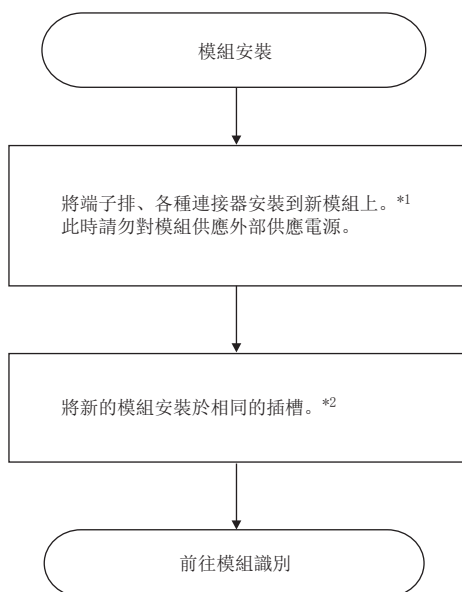 模組安裝
將端子排、各種連接器安裝到新模組上。*1
此時請勿對模組供應外部供應電源。
將新的模組安裝於相同的插槽。*2
前往模組識別